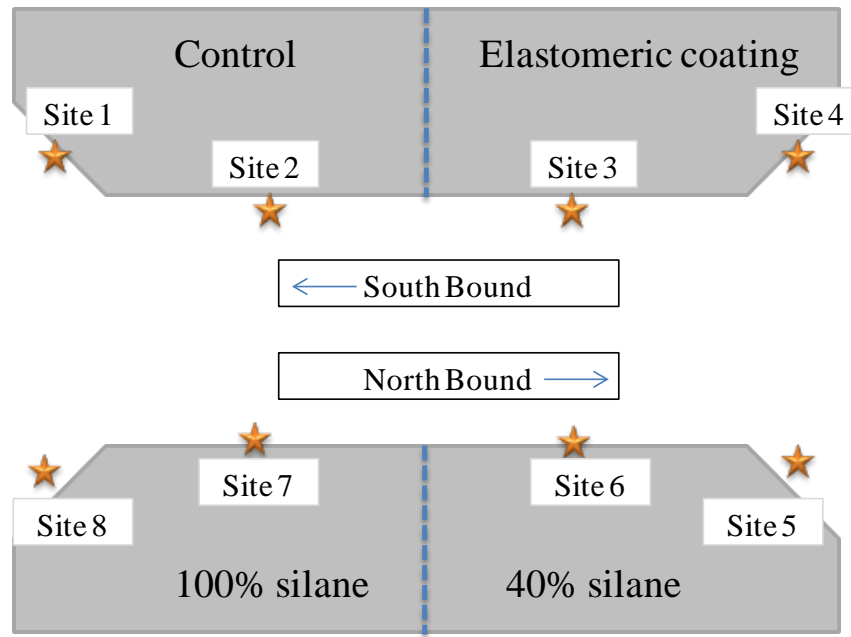 Control
Elastomeric coating
Site 1
Site 4
Site 2
Site 3
South Bound
North Bound
Site 7
Site 6
Site 8
Site 5
100% silane
40% silane